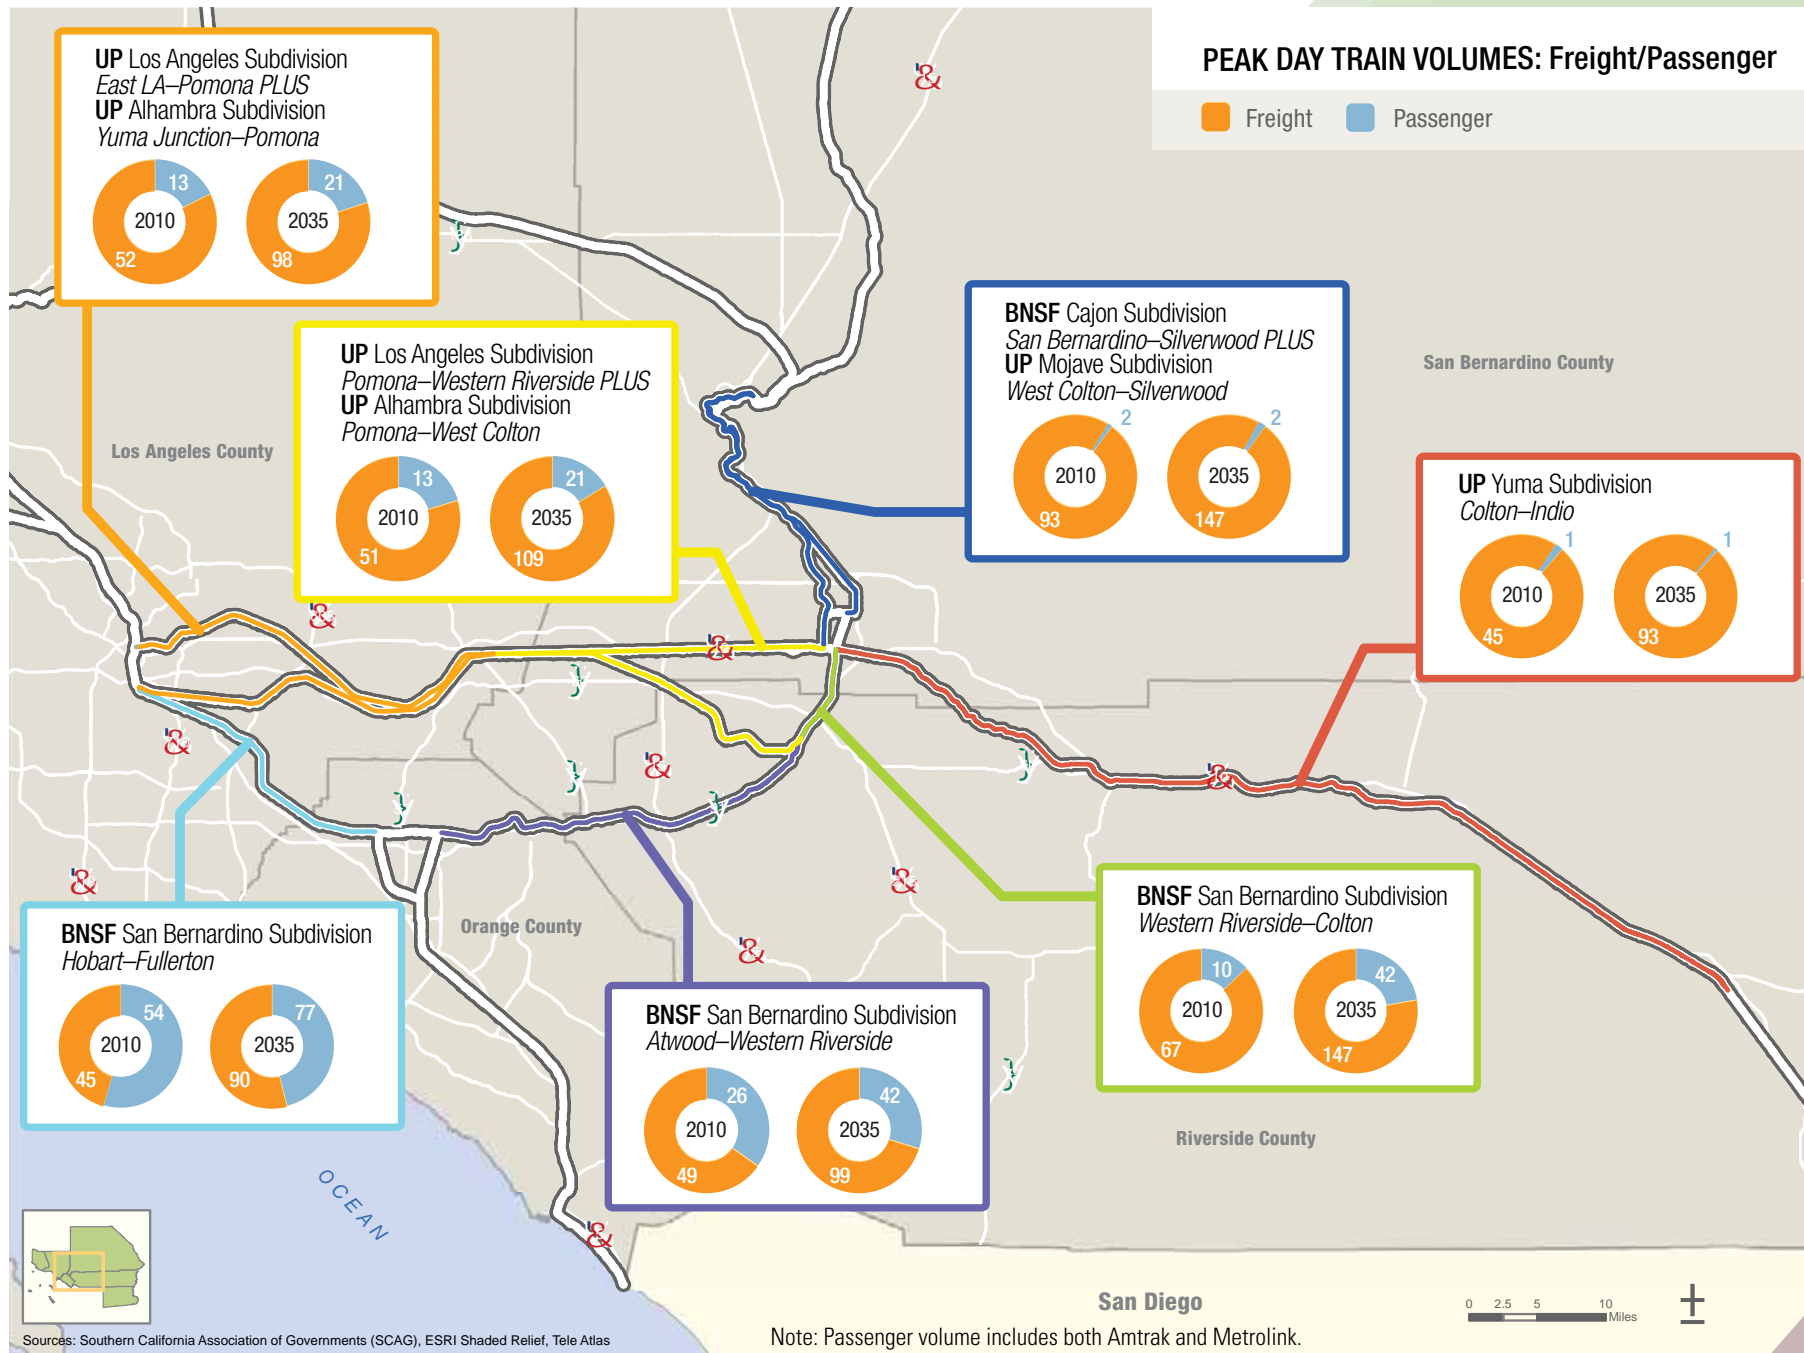 PEAK DAY TRAIN VOLUMES: Freight/Passenger
Freight
Passenger
UP Los Angeles Subdivision
East LA–Pomona PLUS
UP Alhambra Subdivision
Yuma Junction–Pomona
13
2010
52
21
2035
98
UP Los Angeles Subdivision
Pomona–Western Riverside PLUS
UP Alhambra Subdivision
Pomona–West Colton
13
2010
51
21
2035
109
BNSF Cajon Subdivision
San Bernardino–Silverwood PLUS
UP Mojave Subdivision
West Colton–Silverwood
2
2010
93
2
2035
147
San Bernardino County
Los Angeles County
UP Yuma Subdivision
Colton–Indio
1
2010
45
1
2035
93
BNSF San Bernardino Subdivision
Hobart–Fullerton
54
2010
45
77
2035
90
Orange County
BNSF San Bernardino Subdivision
Atwood–Western Riverside
26
2010
49
42
2035
99
BNSF San Bernardino Subdivision
Western Riverside–Colton
10
2010
67
42
2035
147
Riverside County
OCEAN
San Diego
0 2.5 5 10
Miles
Sources: Southern California Association of Governments (SCAG), ESRI Shaded Relief, Tele Atlas
Note: Passenger volume includes both Amtrak and Metrolink.